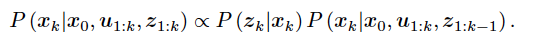 P (x_k|x_0, u_{1:k}, z_{1:k}) ∝ P (z_k|x_k) P (x_k|x_0, u_{1:k}, z_{1:k−1}) .